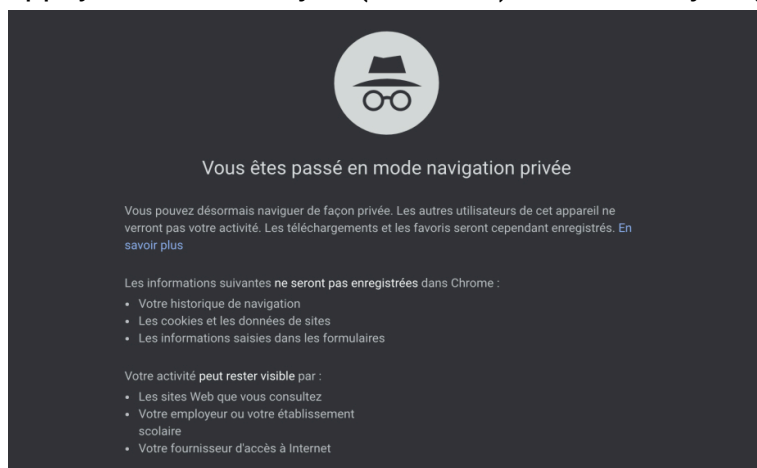 Vous êtes passé en mode navigation privée
Vous pouvez désormais naviguer de façon privée. Les autres utilisateurs de cet appareil ne
verront pas votre activité. Les téléchargements et les favoris seront cependant enregistrés. En
savoir plus
Les informations suivantes ne seront pas enregistrées dans Chrome :
• Votre historique de navigation
• Les cookies et les données de sites
• Les informations saisies dans les formulaires
Votre activité peut rester visible par :
• Les sites Web que vous consultez
• Votre employeur ou votre établissement
scolaire
• Votre fournisseur d'accès à Internet